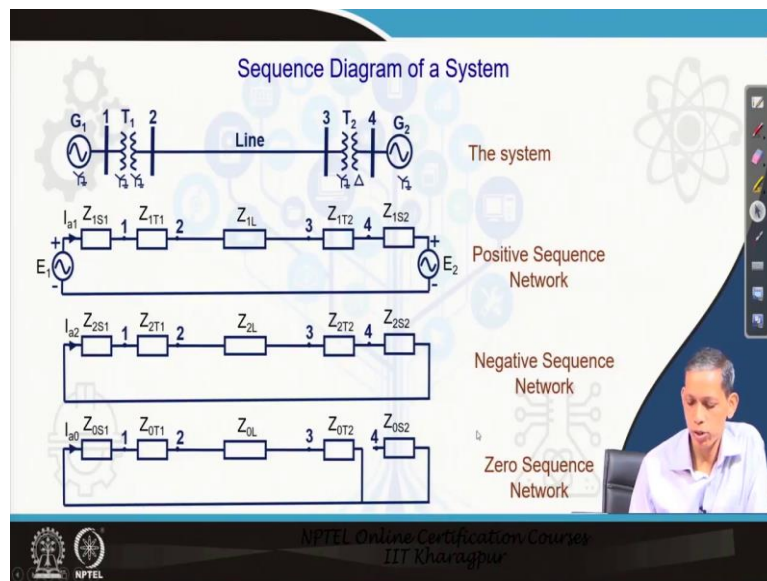 Sequence Diagram of a System
G1 1 T1 2 Line 3 T2 4 G2
The system
Δ
Ia1 Z1S1 1 Z1T1 2 Z1L 3 Z1T2 4 Z1S2
+ +
E1 E2
- -
Positive Sequence
Network
Ia2 Z2S1 1 Z2T1 2 Z2L 3 Z2T2 4 Z2S2
Negative Sequence
Network
Ia0 Z0S1 1 Z0T1 2 Z0L 3 Z0T2 4 Z0S2
Zero Sequence
Network
NPTEL Online Certification Courses
IIT Kharagpur
NPTEL